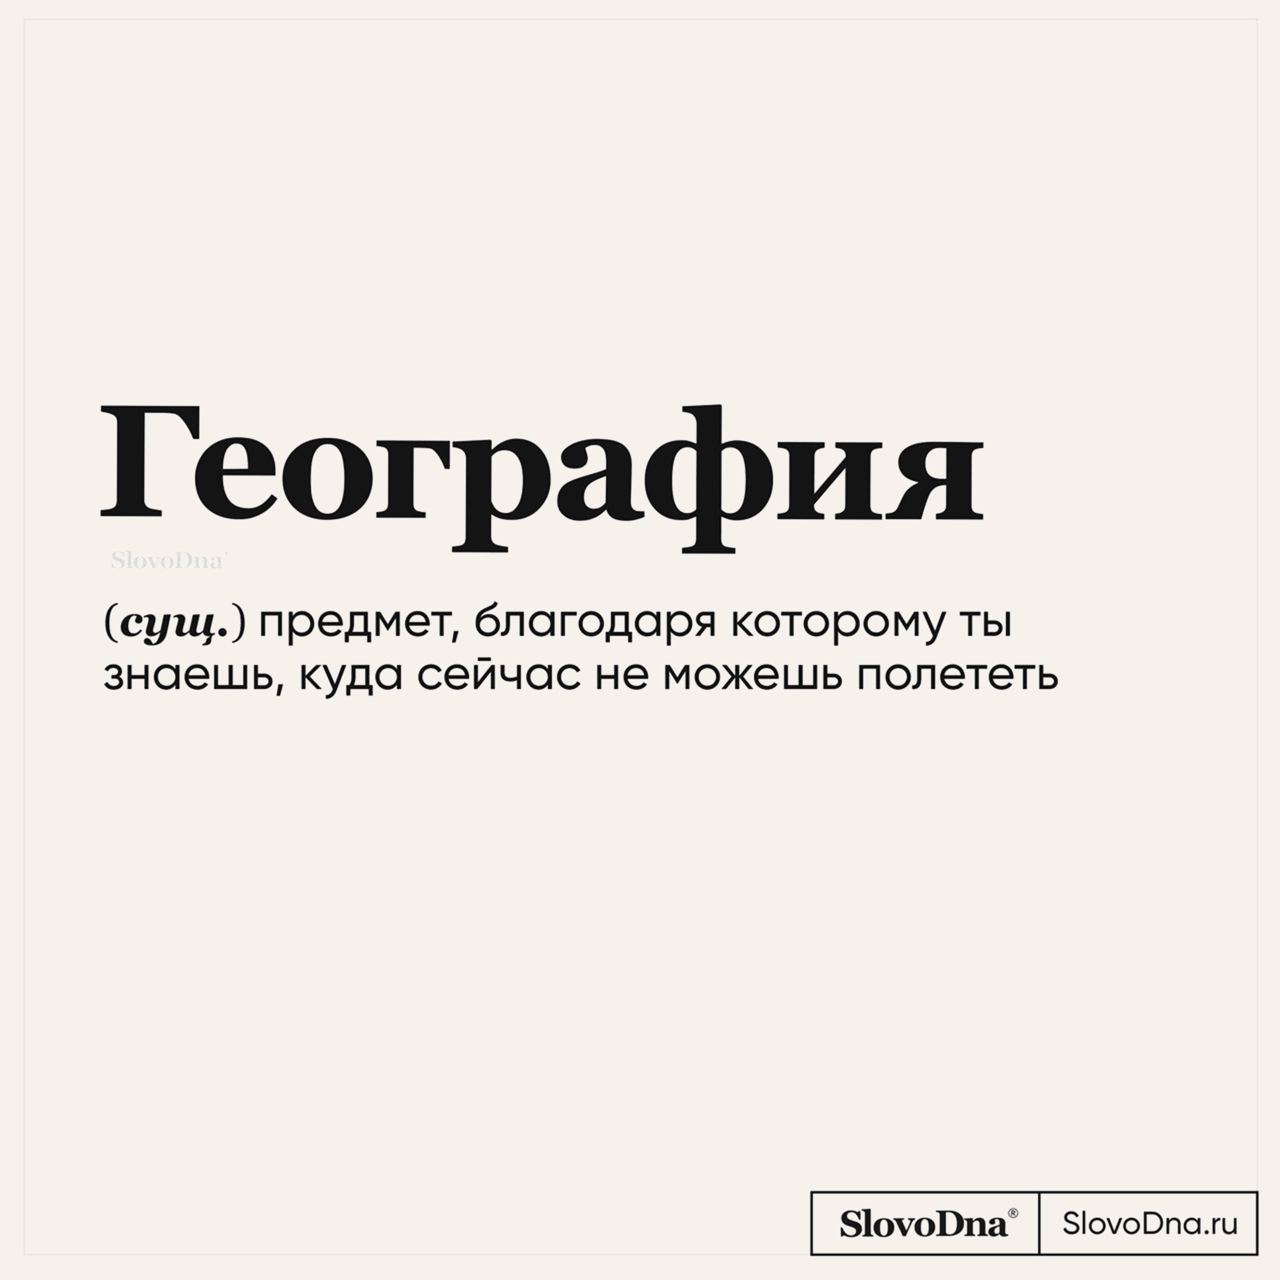 География
SlovoDna®
(сущ.) предмет, благодаря которому ты
знаешь, куда сейчас не можешь полететь
SlovoDna® SlovoDna.ru